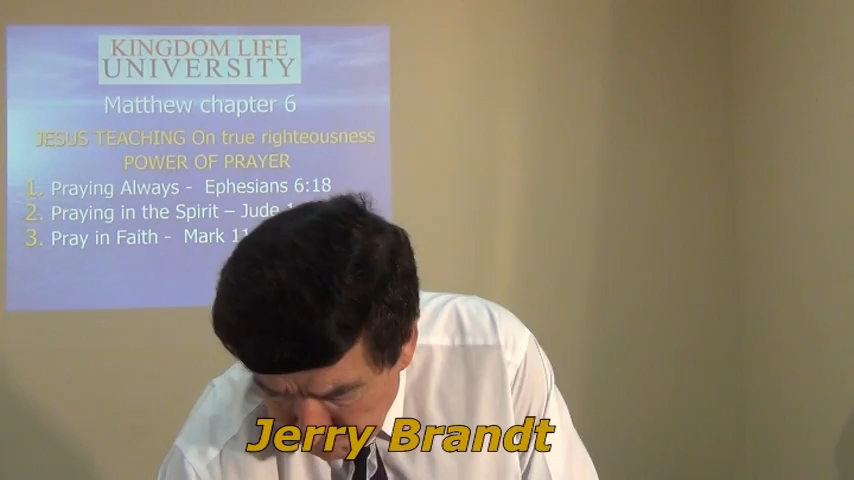 KINGDOM LIFE
UNIVERSITY
Matthew chapter 6
JESUS TEACHING On true righteousness
POWER OF PRAYER
1. Praying Always - Ephesians 6:18
2. Praying in the Spirit – Jude
3. Pray in Faith - Mark
Jerry Brandt